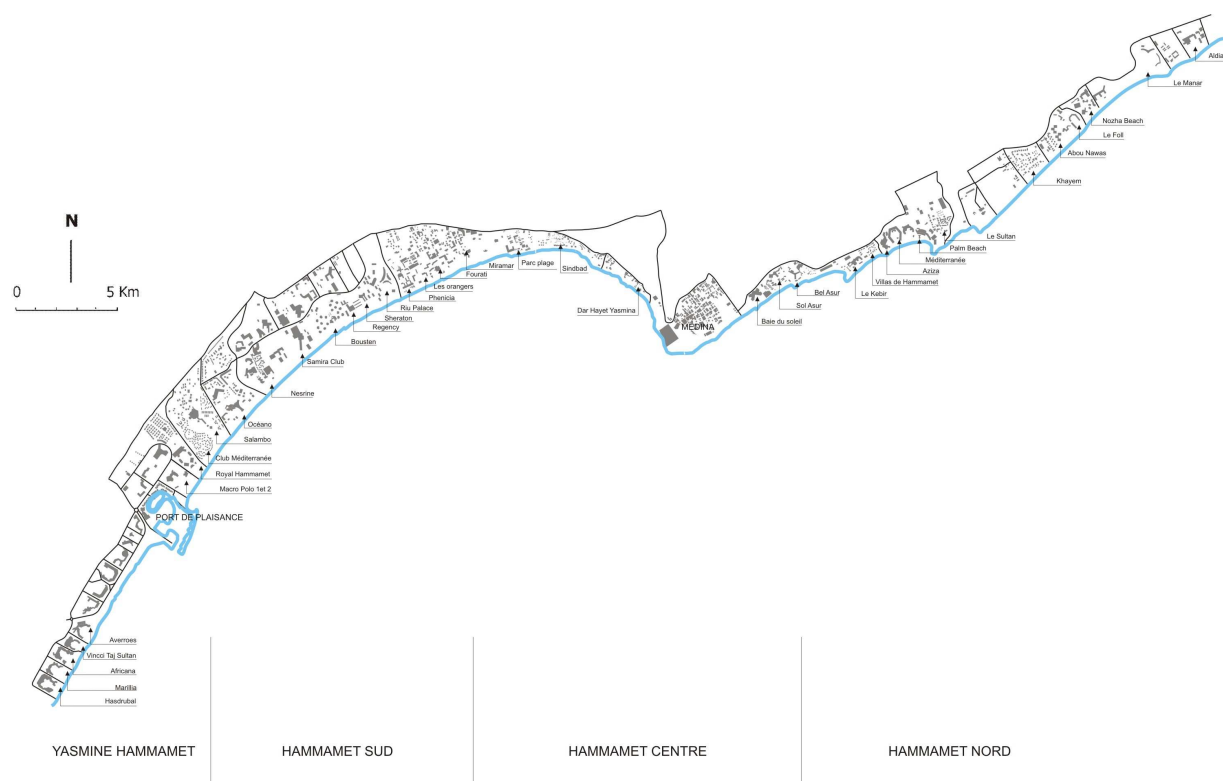 Aldia
Le Manar
Nozha Beach
Le Foll
Abou Nawas
Khayem
N
Le Sultan
Palm Beach
Méditerranée
Aziza
Villas de Hammamet
Le Kebir
Bel Asur
Sol Asur
Baie du soleil
MEDINA
Dar Hayet Yasmina
Sindbad
Parc plage
Miramar
Fourati
Les orangers
Phenicia
Riu Palace
Sheraton
Regency
Bousten
Samira Club
0 5 Km
Nesrine
Océano
Salambo
Club Méditerranée
Royal Hammamet
Macro Polo 1et 2
PORT DE PLAISANCE
Averroes
Vincci Taj Sultan
Africana
Marillia
Hasdrubal
YASMINE HAMMAMET
HAMMAMET SUD
HAMMAMET CENTRE
HAMMAMET NORD